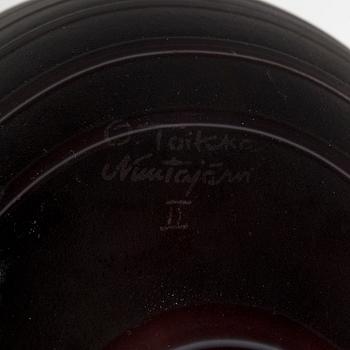 O. Toikka
Nuutajärvi
II